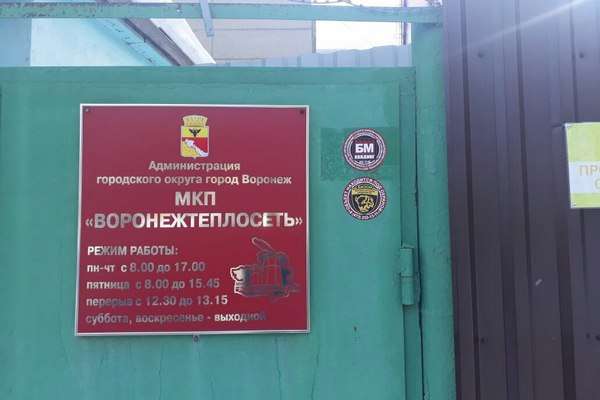 Администрация
городского округа город Воронеж
МКП
«ВОРОНЕЖТЕПЛОСЕТЬ»
РЕЖИМ РАБОТЫ:
пн-чт с 8.00 до 17.00
пятница с 8.00 до 15.45
перерыв с 12.30 до 13.15
суббота, воскресенье - выходной
БМ
ХОЛДИНГ